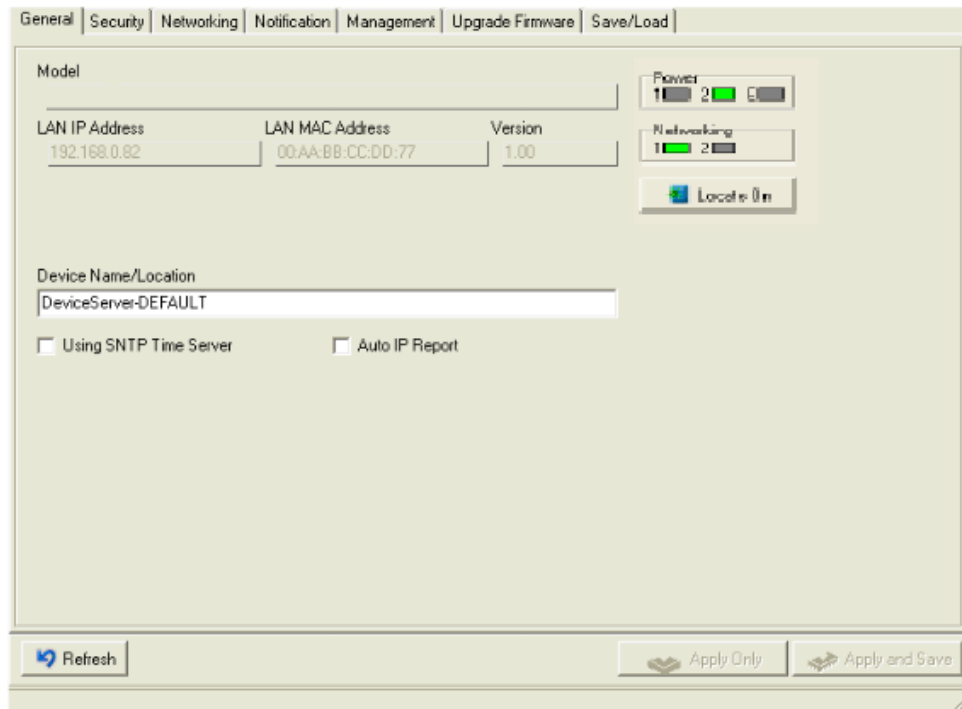 General Security Networking Notification Management Upgrade Firmware Save/Load
Model
Power
1 2
LAN IP Address LAN MAC Address Version
Networking
1 2
192.168.0.82 00:AA:BB:CC:DD:77 1.00
Locate On
Device Name/Location
DeviceServer-DEFAULT
Using SNTP Time Server Auto IP Report
Refresh Apply Only Apply and Save